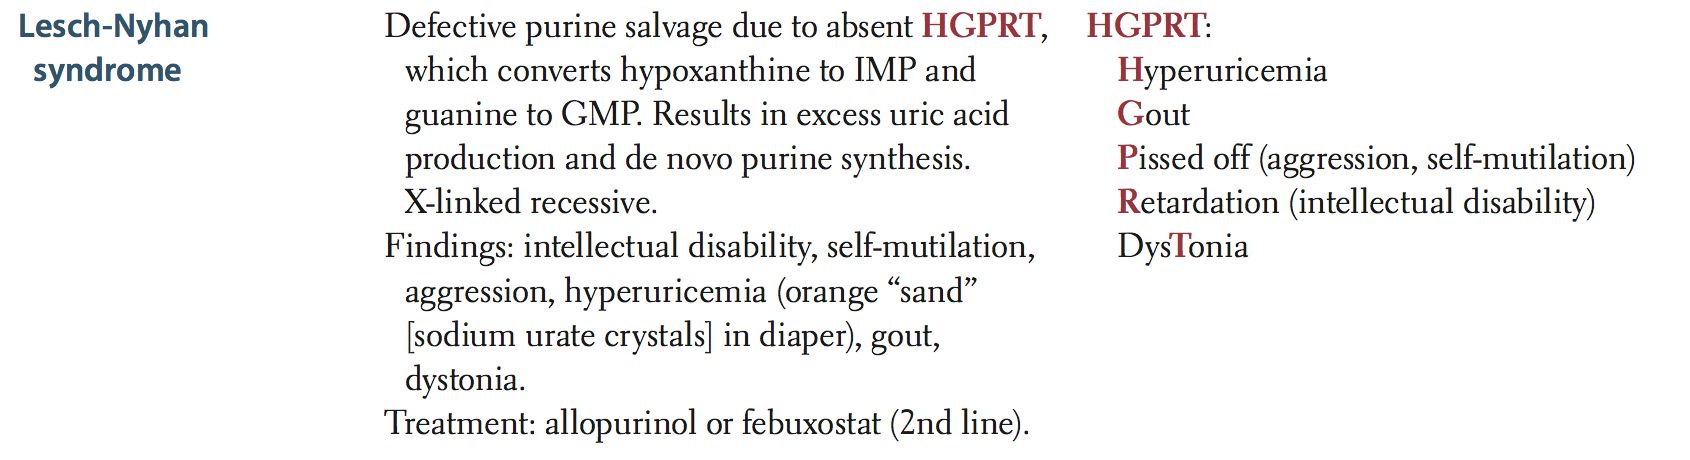 Lesch-Nyhan
syndrome
Defective purine salvage due to absent HGPRT,
which converts hypoxanthine to IMP and
guanine to GMP. Results in excess uric acid
production and de novo purine synthesis.
X-linked recessive.
Findings: intellectual disability, self-mutilation,
aggression, hyperuricemia (orange “sand”
[sodium urate crystals] in diaper), gout,
dystonia.
Treatment: allopurinol or febuxostat (2nd line).
HGPRT:
Hyperuricemia
Gout
Pissed off (aggression, self-mutilation)
Retardation (intellectual disability)
DysTonia